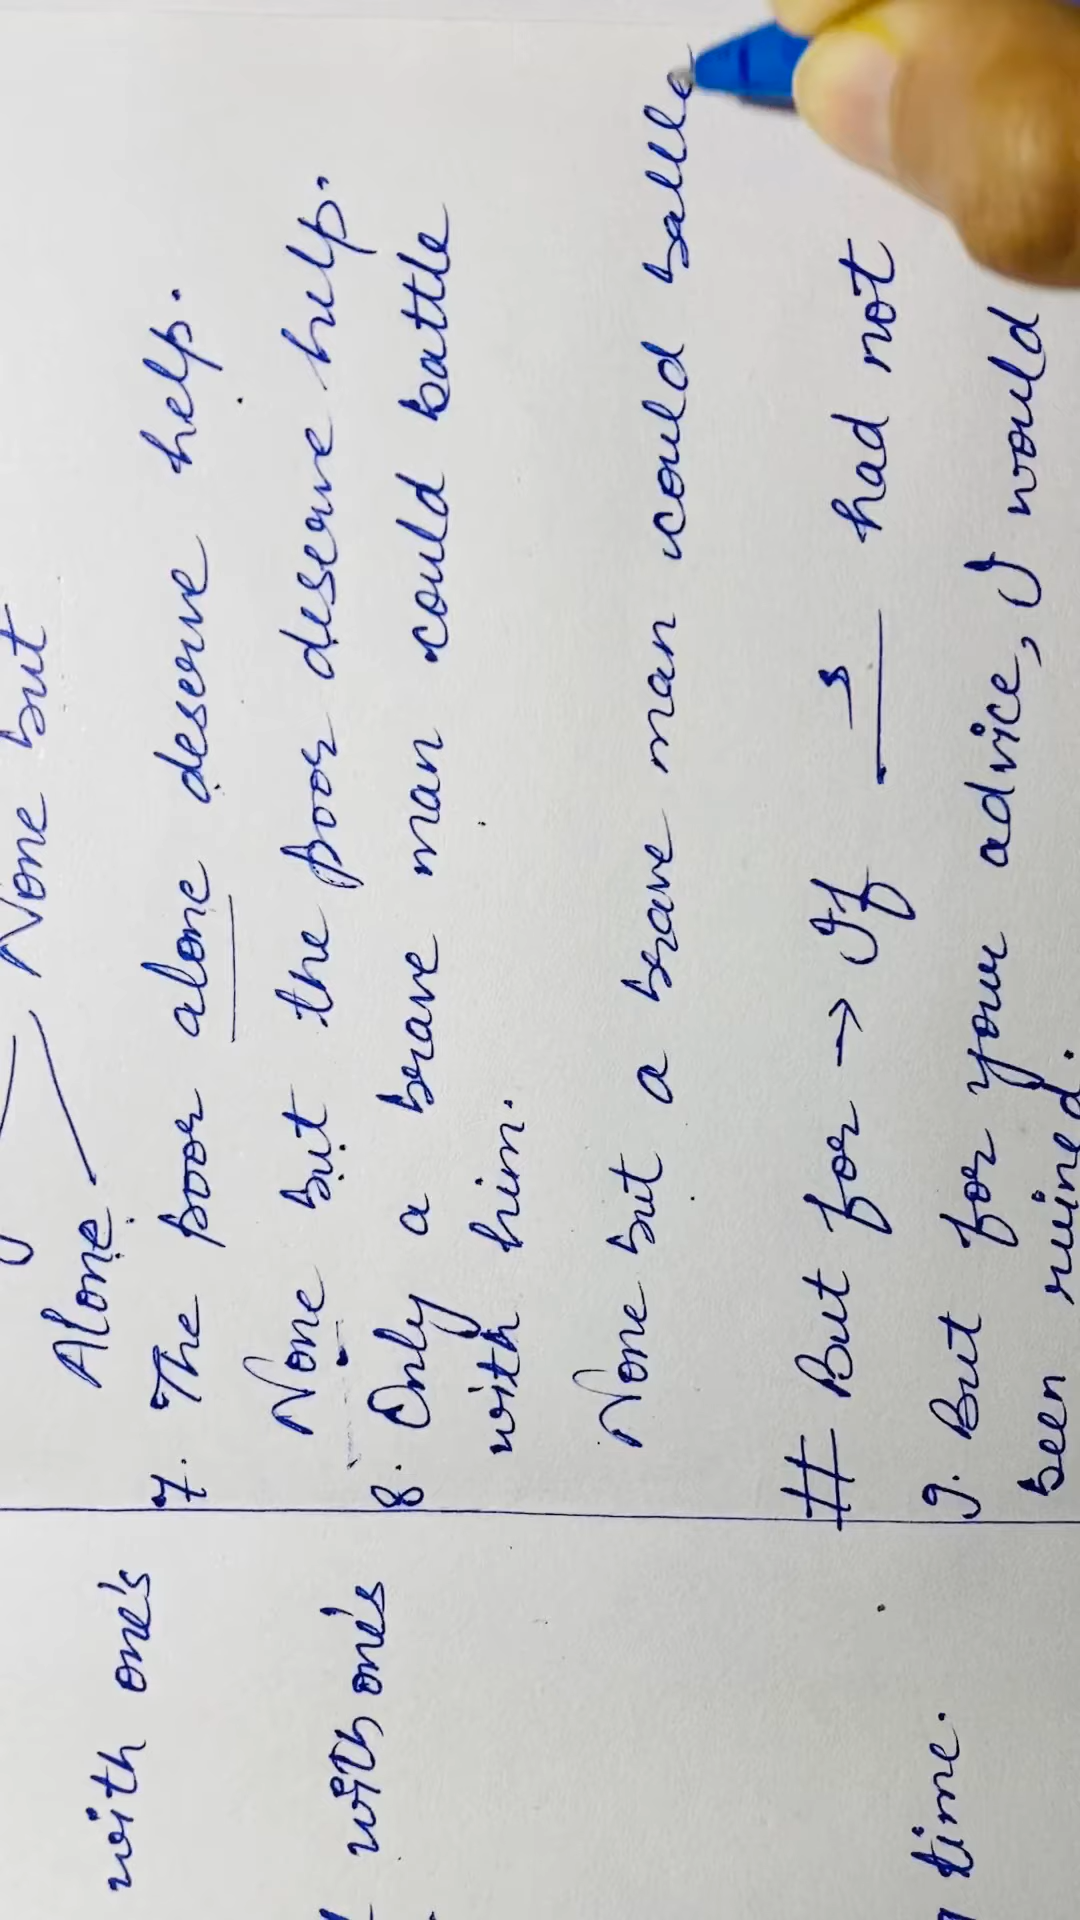 None but
Alone
7. The poor alone deserve help.
None but the poor deserve help.
8. Only a brave man could battle
with him.
None but a brave man could
# But for → If s had not
9. But for your advice, I would
been ruined.
with one's
with one's
time.